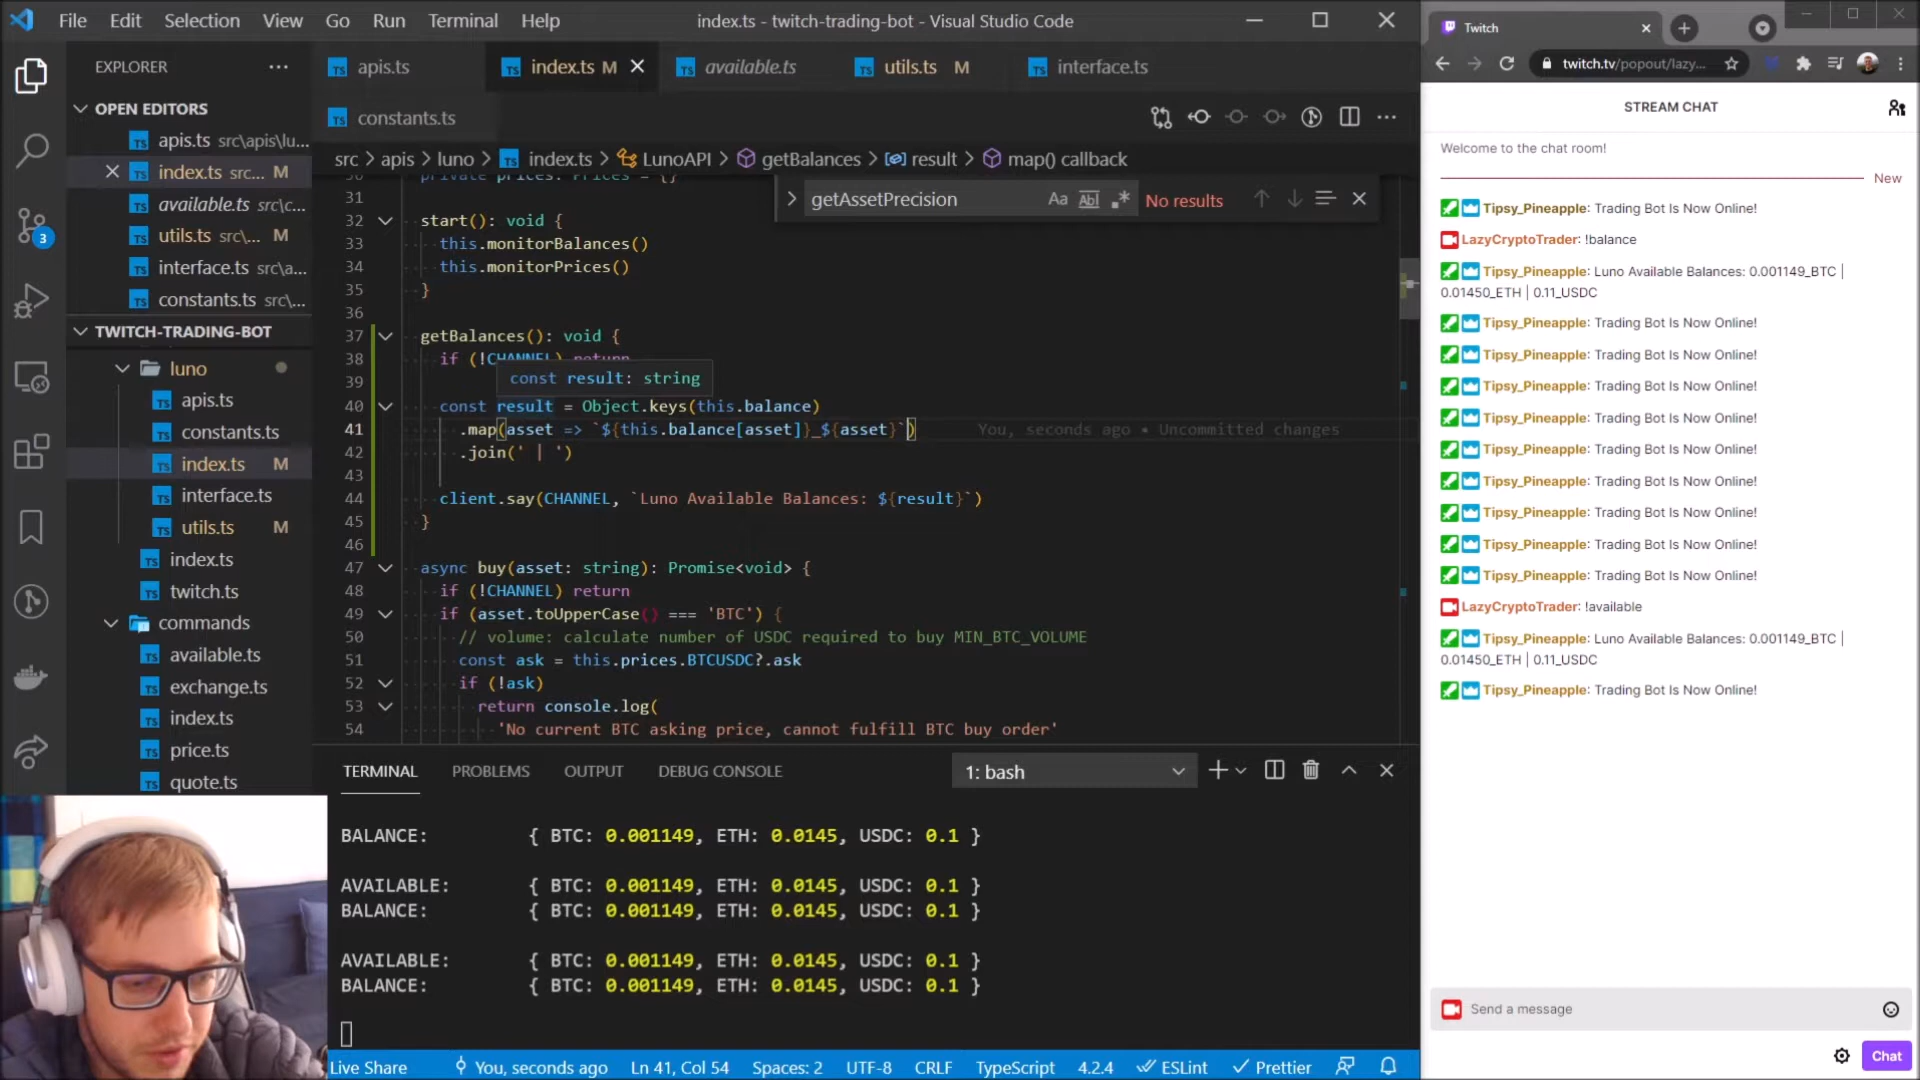 File Edit Selection View Go Run Terminal Help
index.ts - twitch-trading-bot - Visual Studio Code
EXPLORER
OPEN EDITORS
apis.ts src\apis\lu...
index.ts src... M
available.ts src\c...
utils.ts src\... M
interface.ts src\a...
constants.ts src\...
TWITCH-TRADING-BOT
luno
apis.ts
constants.ts
index.ts M
interface.ts
utils.ts M
index.ts
twitch.ts
commands
available.ts
exchange.ts
index.ts
price.ts
quote.ts
3
apis.ts
index.ts M
available.ts
utils.ts M
interface.ts
constants.ts
src > apis > luno > index.ts > LunoAPI > getBalances > result > map() callback
getAssetPrecision Aa Abl No results
30 private prices: Prices = {}
31
32 start(): void {
33 this.monitorBalances()
34 this.monitorPrices()
35 }
36
37 getBalances(): void {
38 if (!CHANNEL) return
39
const result: string
40 const result = Object.keys(this.balance)
41 .map(asset => `${this.balance[asset]}_${asset}`) You, seconds ago • Uncommitted changes
42 .join(' | ')
43
44 client.say(CHANNEL, `Luno Available Balances: ${result}`)
45 }
46
47 async buy(asset: string): Promise<void> {
48 if (!CHANNEL) return
49 if (asset.toUpperCase() === 'BTC') {
50 // volume: calculate number of USDC required to buy MIN_BTC_VOLUME
51 const ask = this.prices.BTCUSDC?.ask
52 if (!ask)
53 return console.log(
54 'No current BTC asking price, cannot fulfill BTC buy order'
TERMINAL PROBLEMS OUTPUT DEBUG CONSOLE
1: bash
BALANCE: { BTC: 0.001149, ETH: 0.0145, USDC: 0.1 }
AVAILABLE: { BTC: 0.001149, ETH: 0.0145, USDC: 0.1 }
BALANCE: { BTC: 0.001149, ETH: 0.0145, USDC: 0.1 }
AVAILABLE: { BTC: 0.001149, ETH: 0.0145, USDC: 0.1 }
BALANCE: { BTC: 0.001149, ETH: 0.0145, USDC: 0.1 }
Live Share You, seconds ago Ln 41, Col 54 Spaces: 2 UTF-8 CRLF TypeScript 4.2.4 ESLint Prettier
Twitch
twitch.tv/popout/lazy...
STREAM CHAT
Welcome to the chat room!
New
Tipsy_Pineapple: Trading Bot Is Now Online!
LazyCryptoTrader: !balance
Tipsy_Pineapple: Luno Available Balances: 0.001149_BTC |
0.01450_ETH | 0.11_USDC
Tipsy_Pineapple: Trading Bot Is Now Online!
Tipsy_Pineapple: Trading Bot Is Now Online!
Tipsy_Pineapple: Trading Bot Is Now Online!
Tipsy_Pineapple: Trading Bot Is Now Online!
Tipsy_Pineapple: Trading Bot Is Now Online!
Tipsy_Pineapple: Trading Bot Is Now Online!
Tipsy_Pineapple: Trading Bot Is Now Online!
Tipsy_Pineapple: Trading Bot Is Now Online!
Tipsy_Pineapple: Trading Bot Is Now Online!
LazyCryptoTrader: !available
Tipsy_Pineapple: Luno Available Balances: 0.001149_BTC |
0.01450_ETH | 0.11_USDC
Tipsy_Pineapple: Trading Bot Is Now Online!
Send a message
Chat